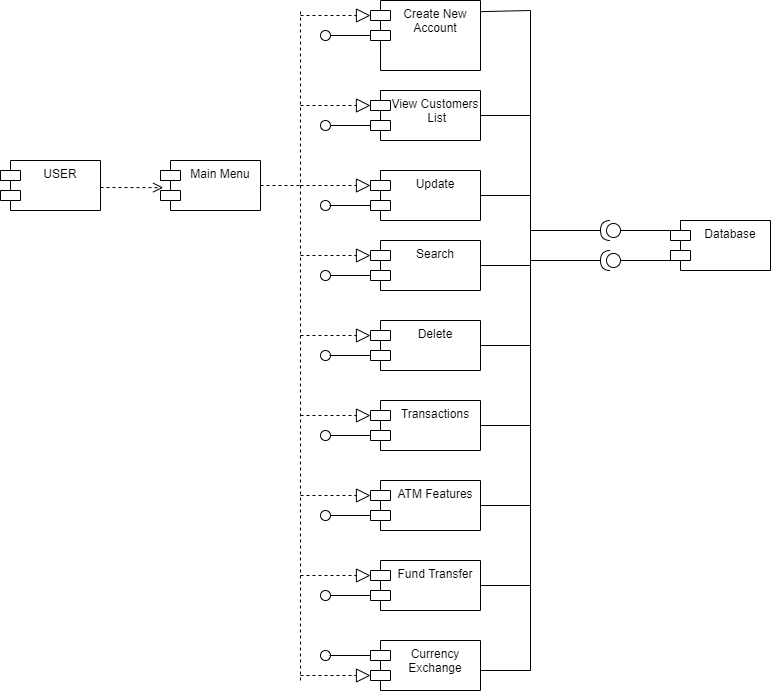 Create New
Account
View Customers
List
USER
Main Menu
Update
Database
Search
Delete
Transactions
ATM Features
Fund Transfer
Currency
Exchange